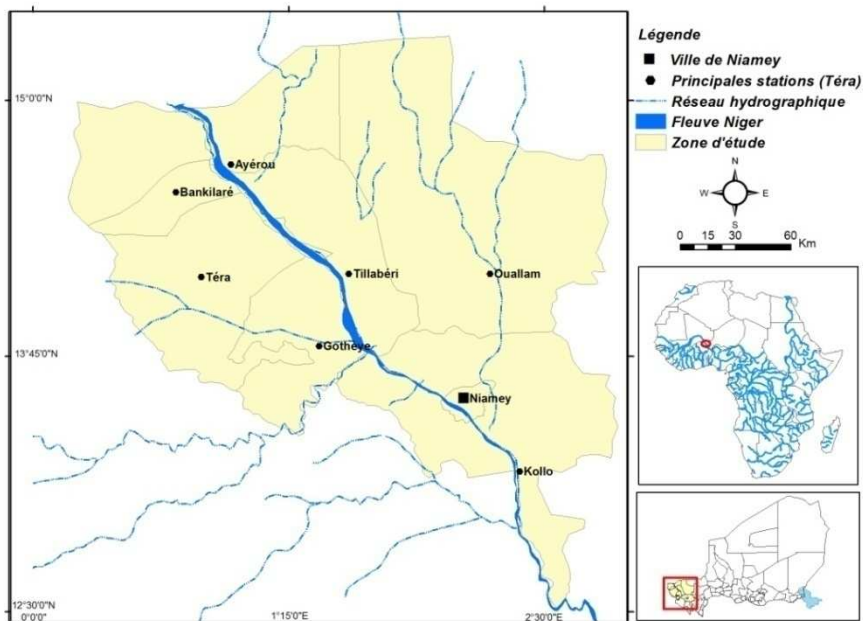 Légende
Ville de Niamey
Principales stations (Téra)
Réseau hydrographique
Fleuve Niger
Zone d'étude
N
W E
S
0 15 30 60
Km
15°0'0"N
Ayérou
Bankilaré
Téra
Tillabéri
Ouallam
13°45'0"N
Gothèye
Niamey
Kollo
12°30'0"N
0°0'0"
1°15'0"E
2°30'0"E